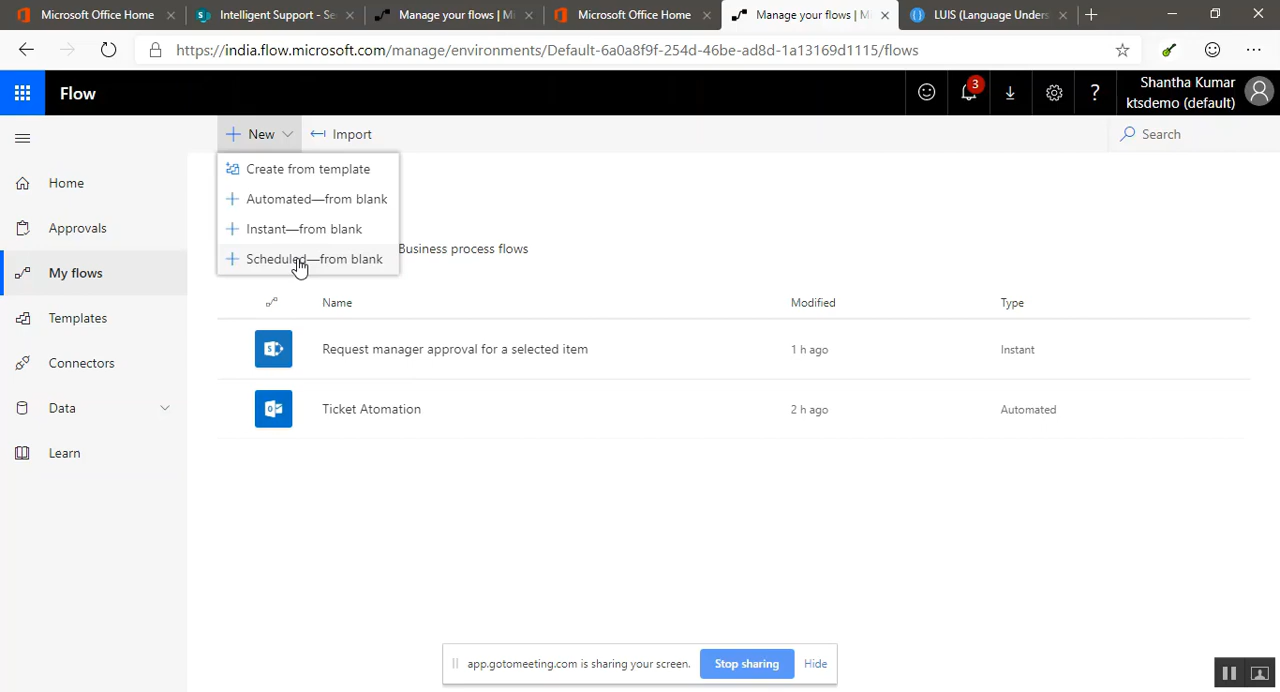 Microsoft Office Home
Intelligent Support - Se
Manage your flows | M
Microsoft Office Home
Manage your flows | M
LUIS (Language Unders
https://india.flow.microsoft.com/manage/environments/Default-6a0a8f9f-254d-46be-ad8d-1a13169d1115/flows
Flow
3
?
Shantha Kumar
ktsdemo (default)
New
Import
Search
Create from template
Automated—from blank
Instant—from blank
Scheduled—from blank
Business process flows
Home
Approvals
My flows
Templates
Connectors
Data
Learn
Name
Modified
Type
Request manager approval for a selected item
1 h ago
Instant
Ticket Atomation
2 h ago
Automated
app.gotomeeting.com is sharing your screen.
Stop sharing
Hide